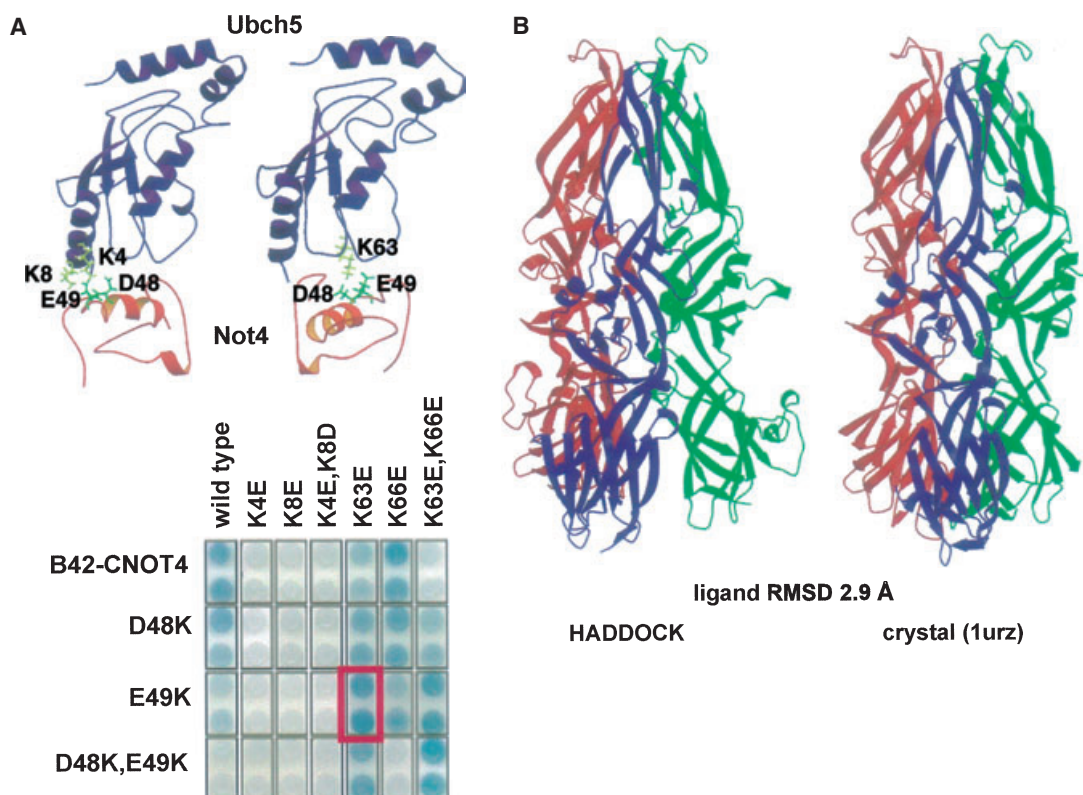 A
Ubch5
K4
K8
E49
D48
K63
D48
E49
Not4
wild type
K4E
K8E
K4E,K8D
K63E
K66E
K63E,K66E
B42-CNOT4
D48K
E49K
D48K,E49K
B
ligand RMSD 2.9 Å
HADDOCK
crystal (1urz)